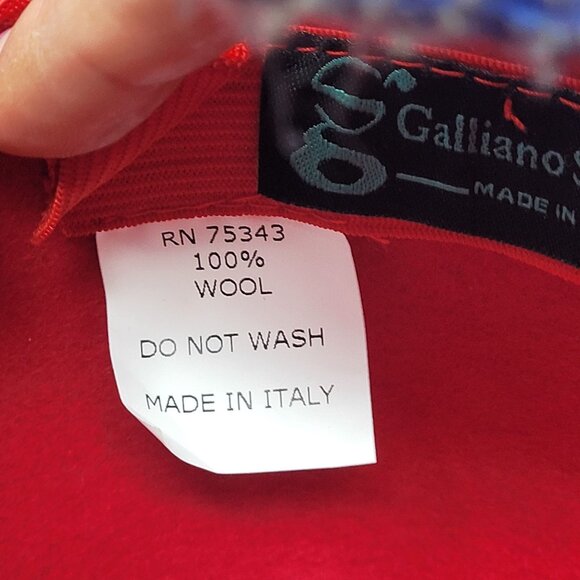 Galliano S
MADE IN
RN 75343
100%
WOOL
DO NOT WASH
MADE IN ITALY